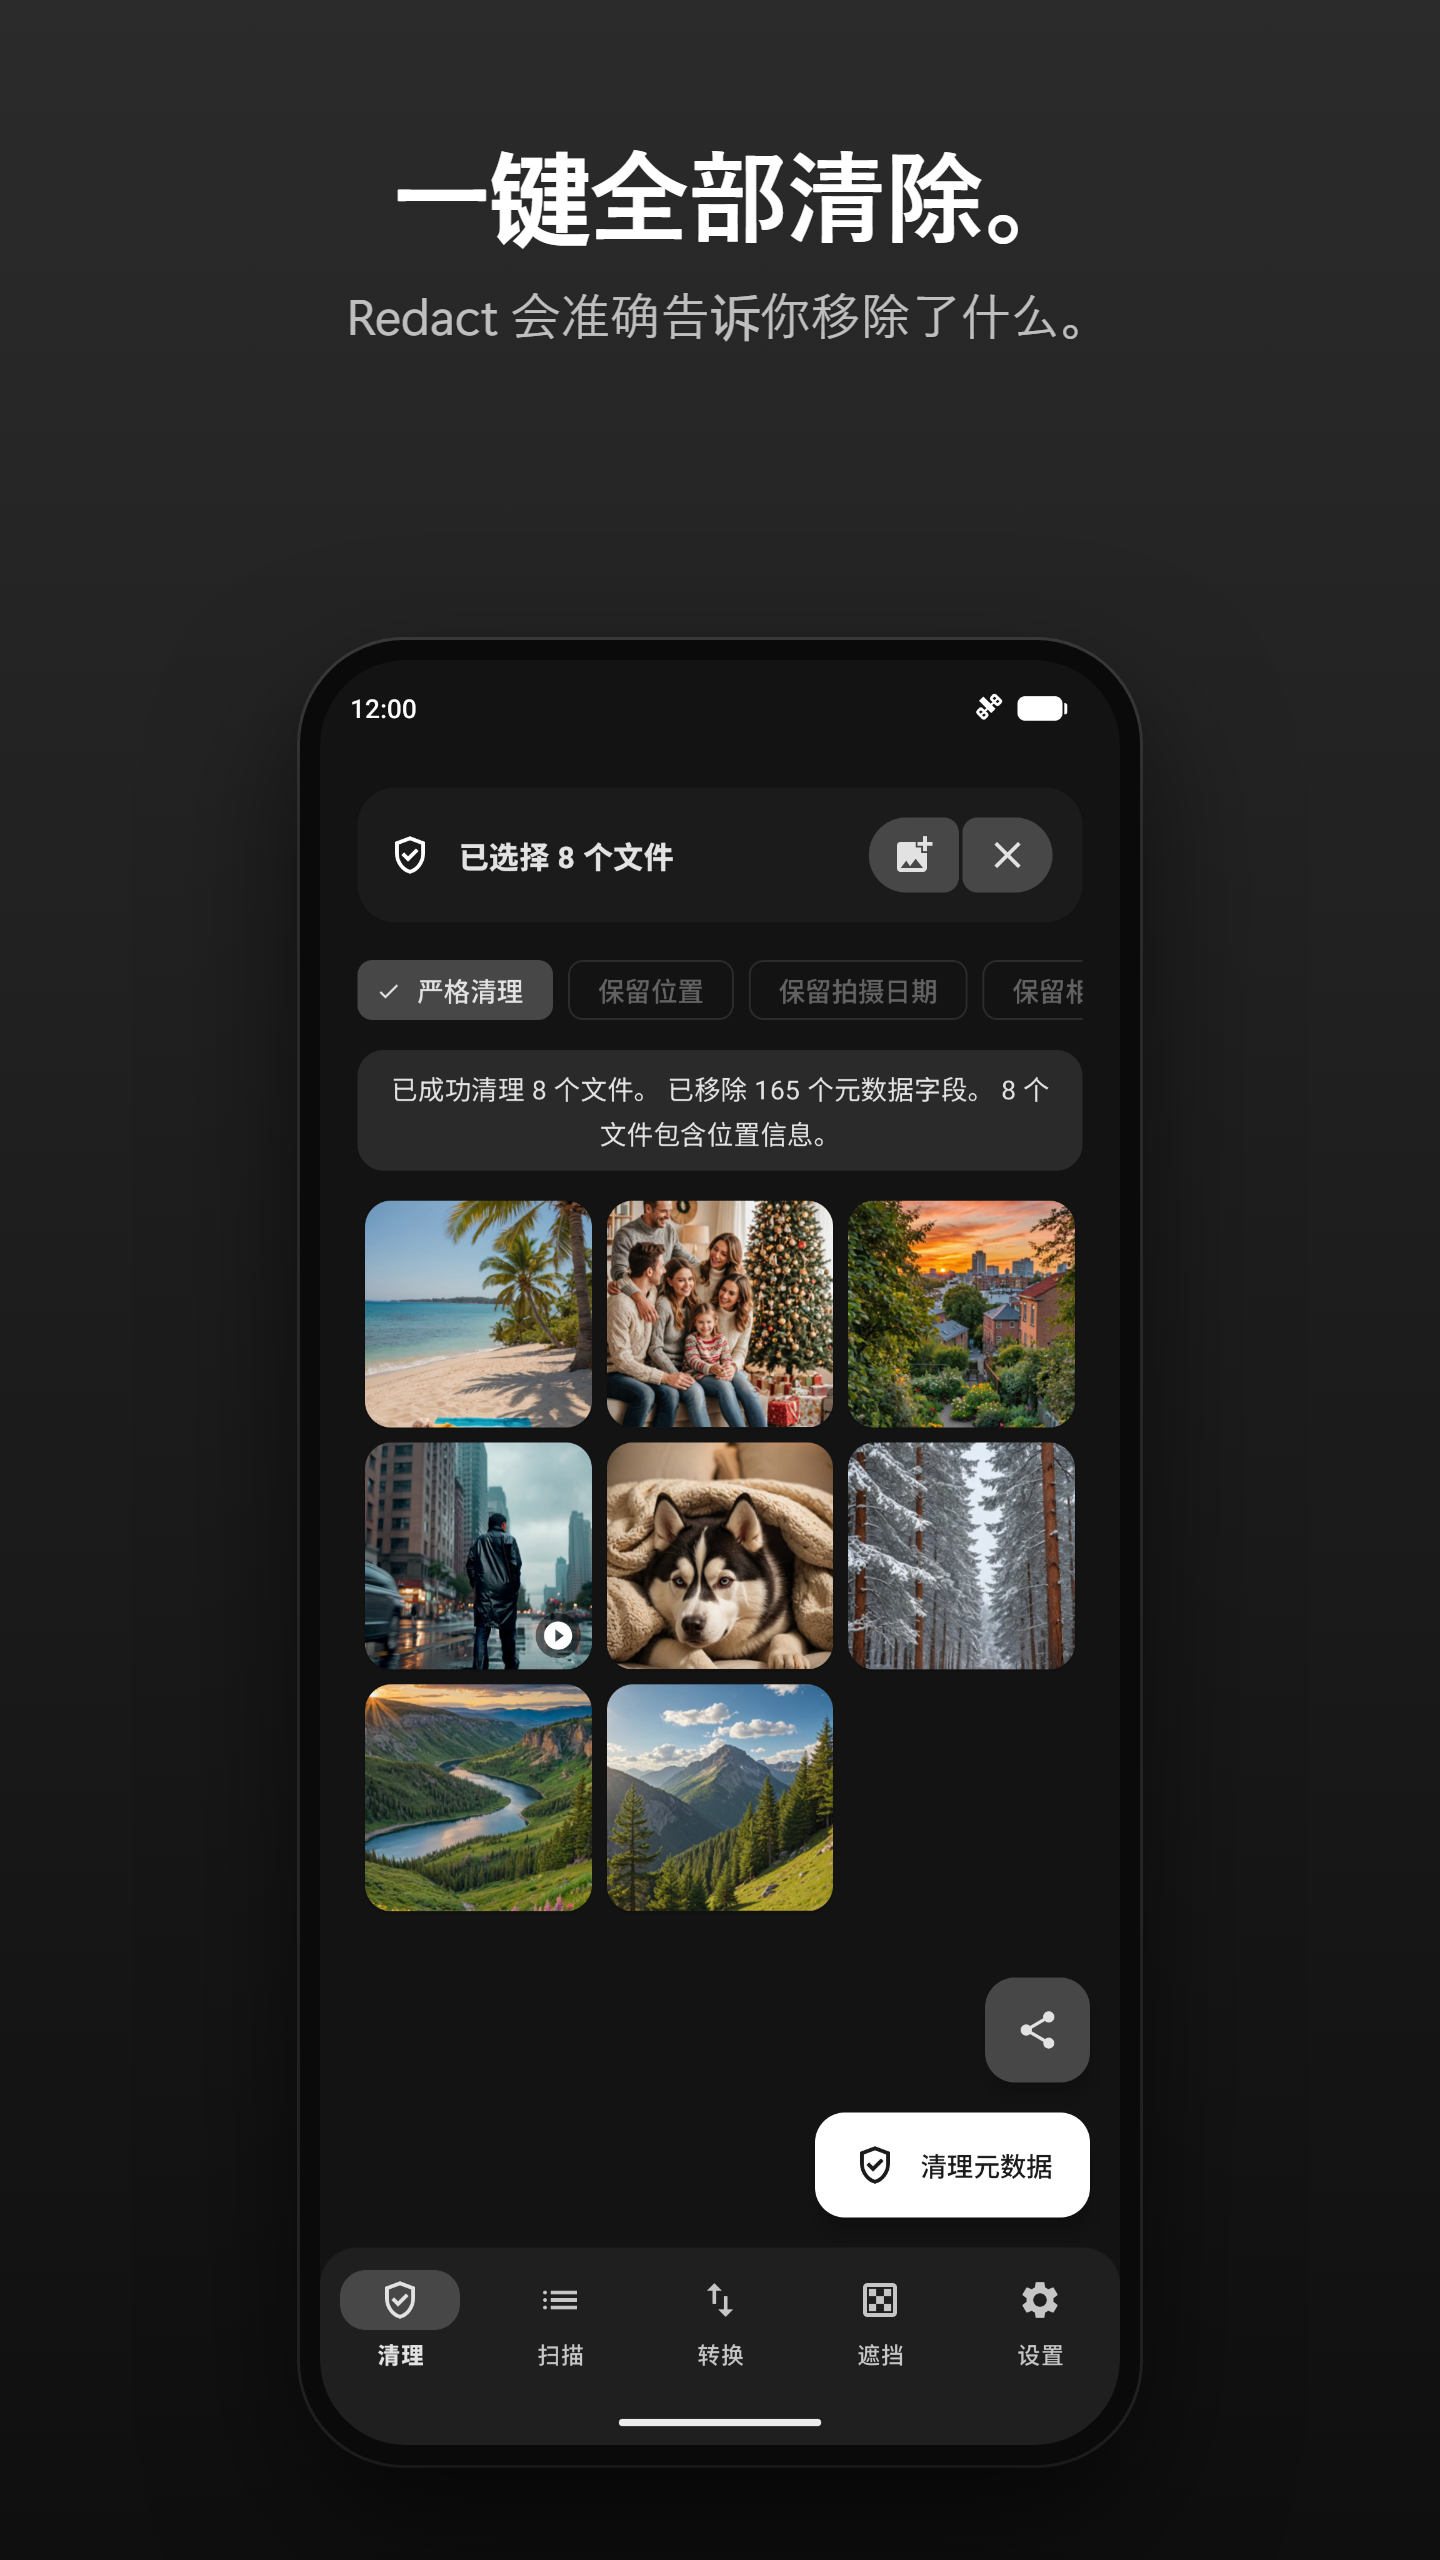 一键全部清除。
Redact 会准确告诉你移除了什么。
12:00
已选择 8 个文件
严格清理
保留位置
保留拍摄日期
保留相
已成功清理 8 个文件。 已移除 165 个元数据字段。 8 个
文件包含位置信息。
清理元数据
清理
扫描
转换
遮挡
设置